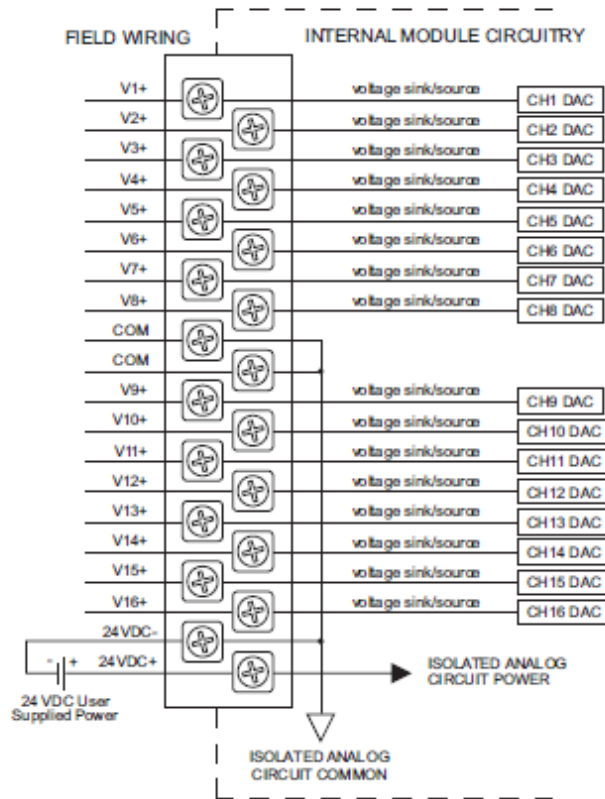 FIELD WIRING
INTERNAL MODULE CIRCUITRY
V1+ voltage sink/source CH1 DAC
V2+ voltage sink/source CH2 DAC
V3+ voltage sink/source CH3 DAC
V4+ voltage sink/source CH4 DAC
V5+ voltage sink/source CH5 DAC
V6+ voltage sink/source CH6 DAC
V7+ voltage sink/source CH7 DAC
V8+ voltage sink/source CH8 DAC
COM
COM
V9+ voltage sink/source CH9 DAC
V10+ voltage sink/source CH10 DAC
V11+ voltage sink/source CH11 DAC
V12+ voltage sink/source CH12 DAC
V13+ voltage sink/source CH13 DAC
V14+ voltage sink/source CH14 DAC
V15+ voltage sink/source CH15 DAC
V16+ voltage sink/source CH16 DAC
24VDC-
- + 24VDC+
ISOLATED ANALOG
CIRCUIT POWER
24 VDC User
Supplied Power
ISOLATED ANALOG
CIRCUIT COMMON